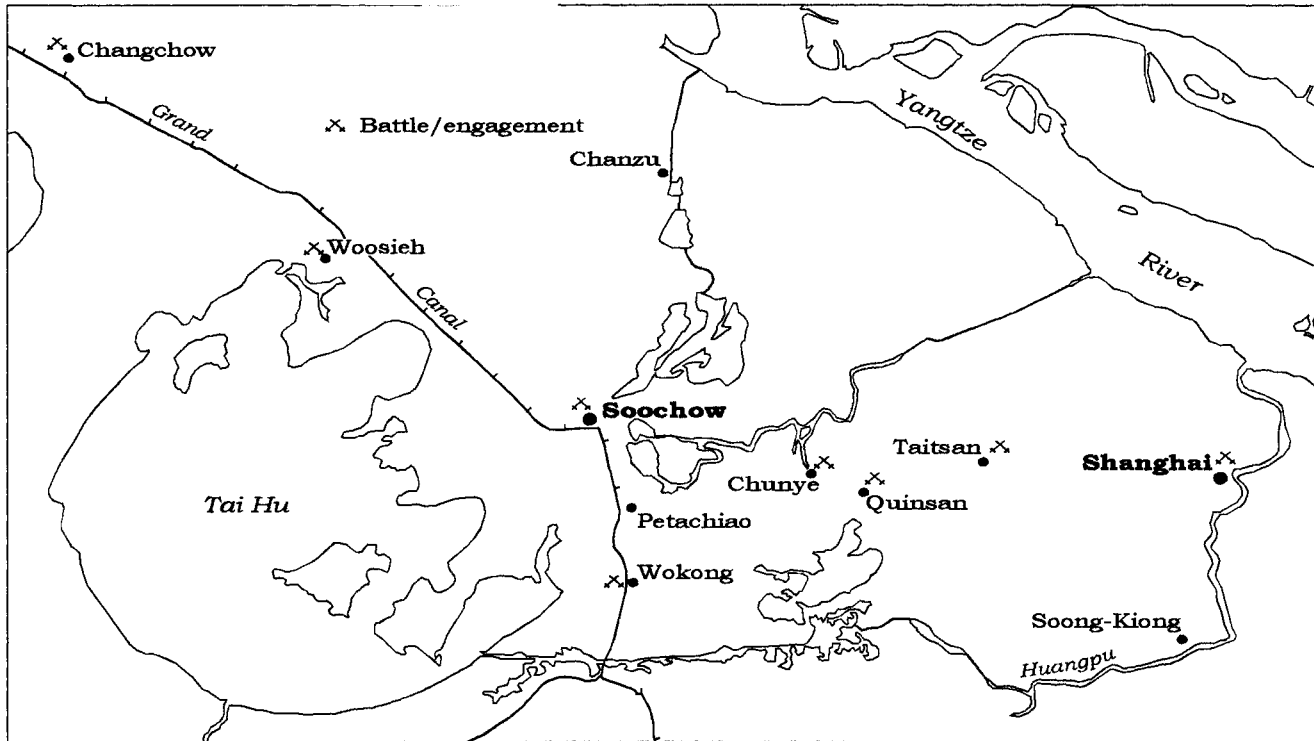 Changchow
Grand
Battle/engagement
Yangtze
Chanzu
Woosieh
River
Canal
Soochow
Taitsan
Shanghai
Chunye
Tai Hu
Quinsan
Petachiao
Wokong
Soong-Kiong
Huangpu